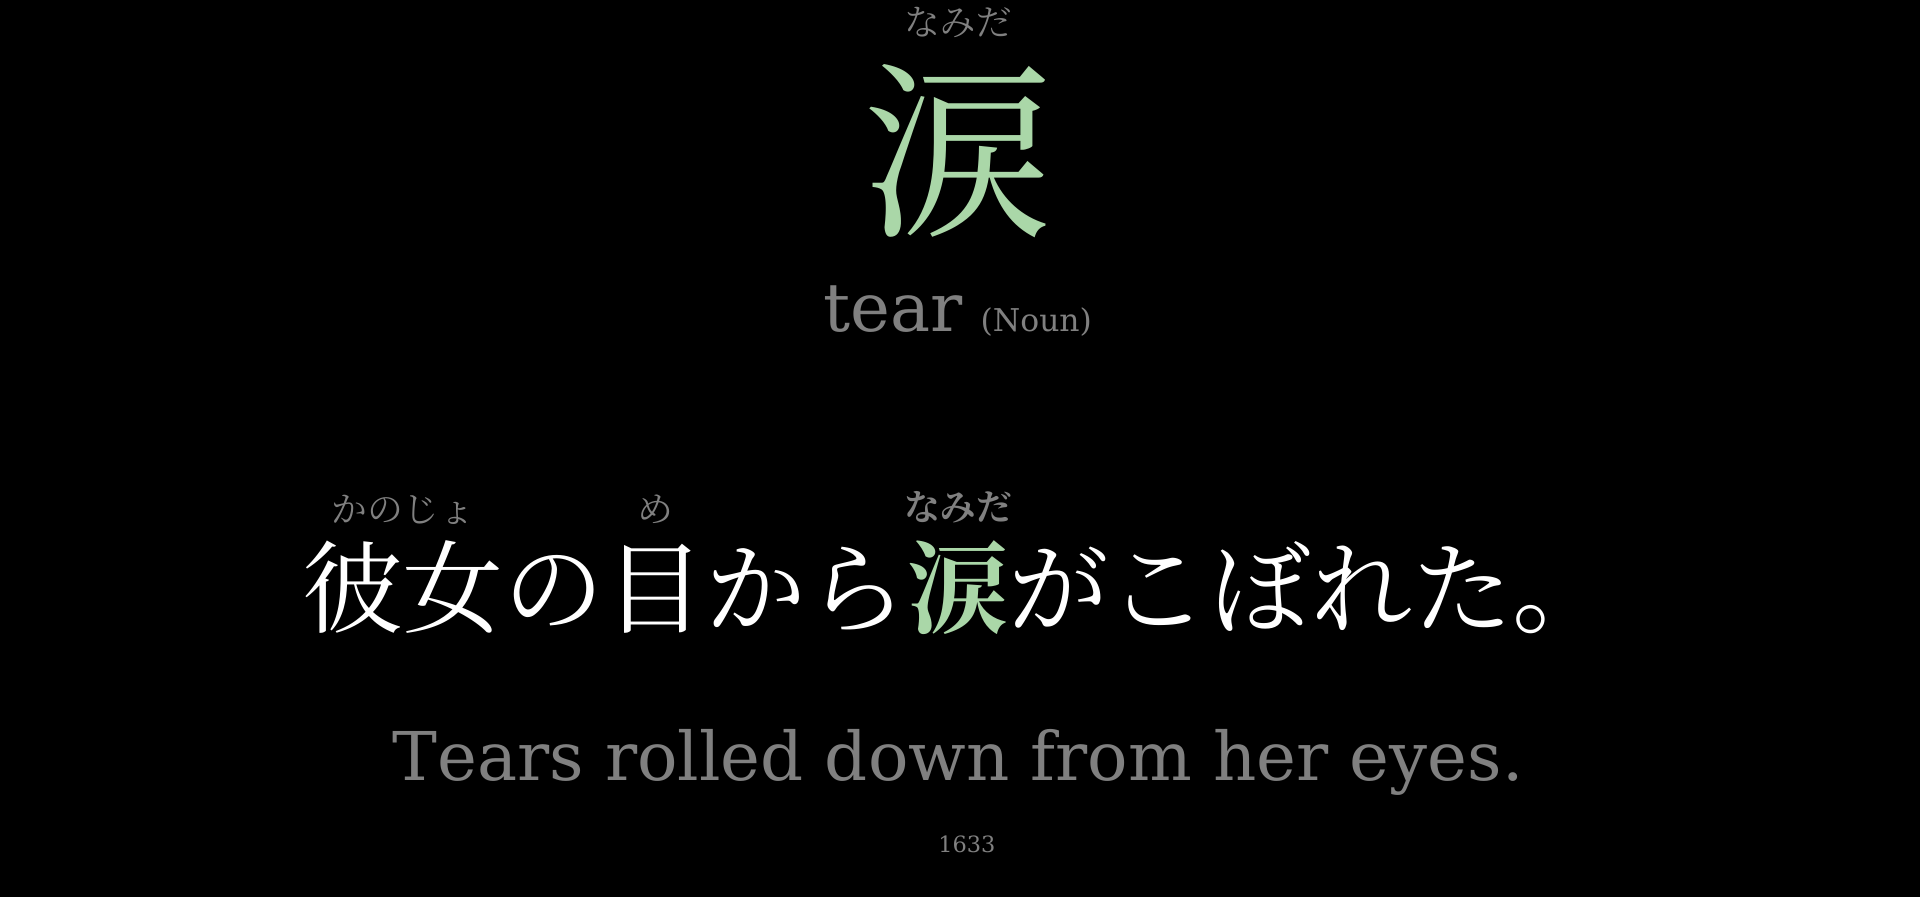 なみだ
涙
tear (Noun)
かのじょ め なみだ
彼女の目から涙がこぼれた。
Tears rolled down from her eyes.
1633